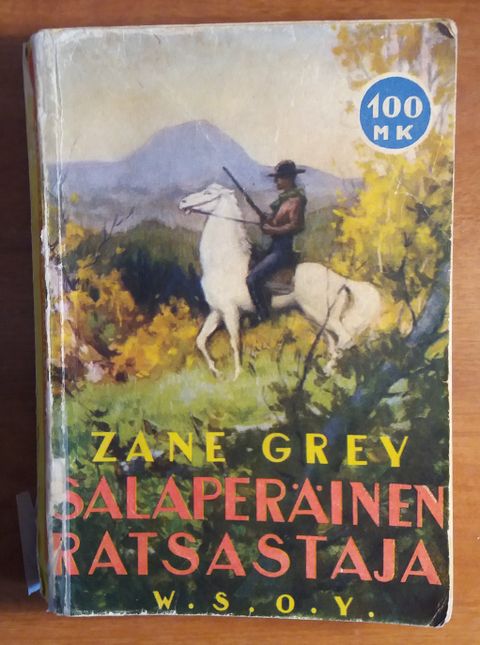 100
MK
ZANE GREY
SALAPERÄINEN
RATSASTAJA
W.S.O.Y.